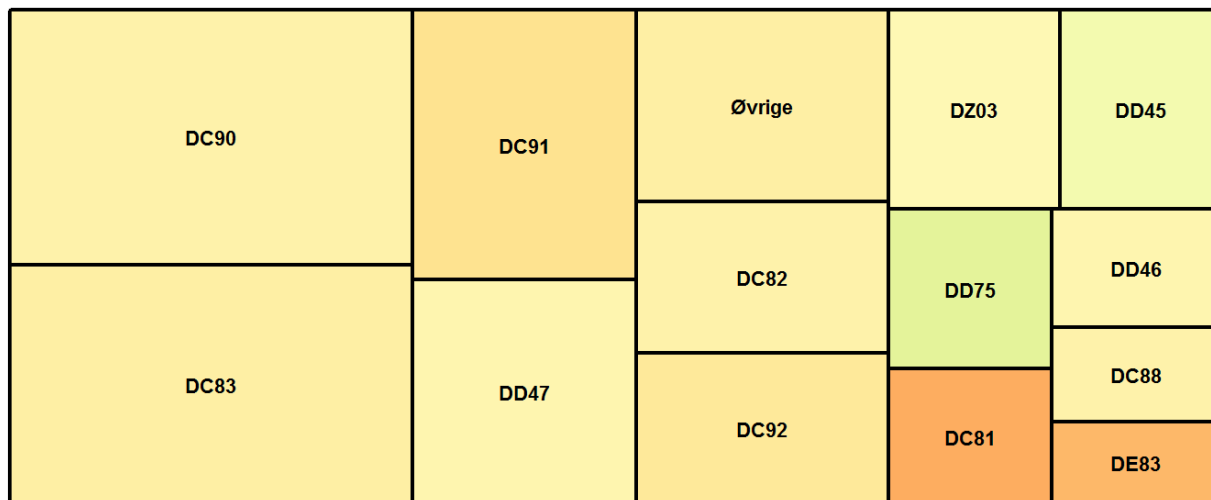 DC90
DC83
DC91
DD47
Øvrige
DC82
DC92
DZ03
DD45
DD75
DC81
DD46
DC88
DE83